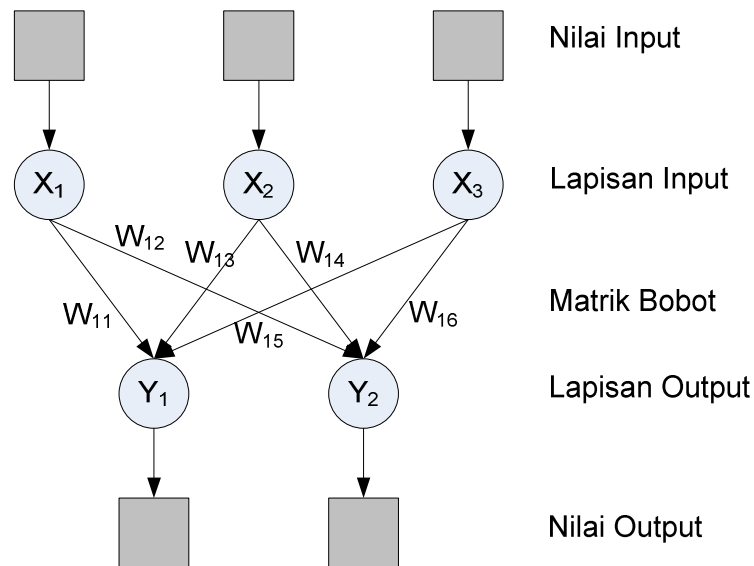 Nilai Input
X1 X2 X3 Lapisan Input
W12 W13 W14
W11 W15 W16 Matrik Bobot
Y1 Y2 Lapisan Output
Nilai Output